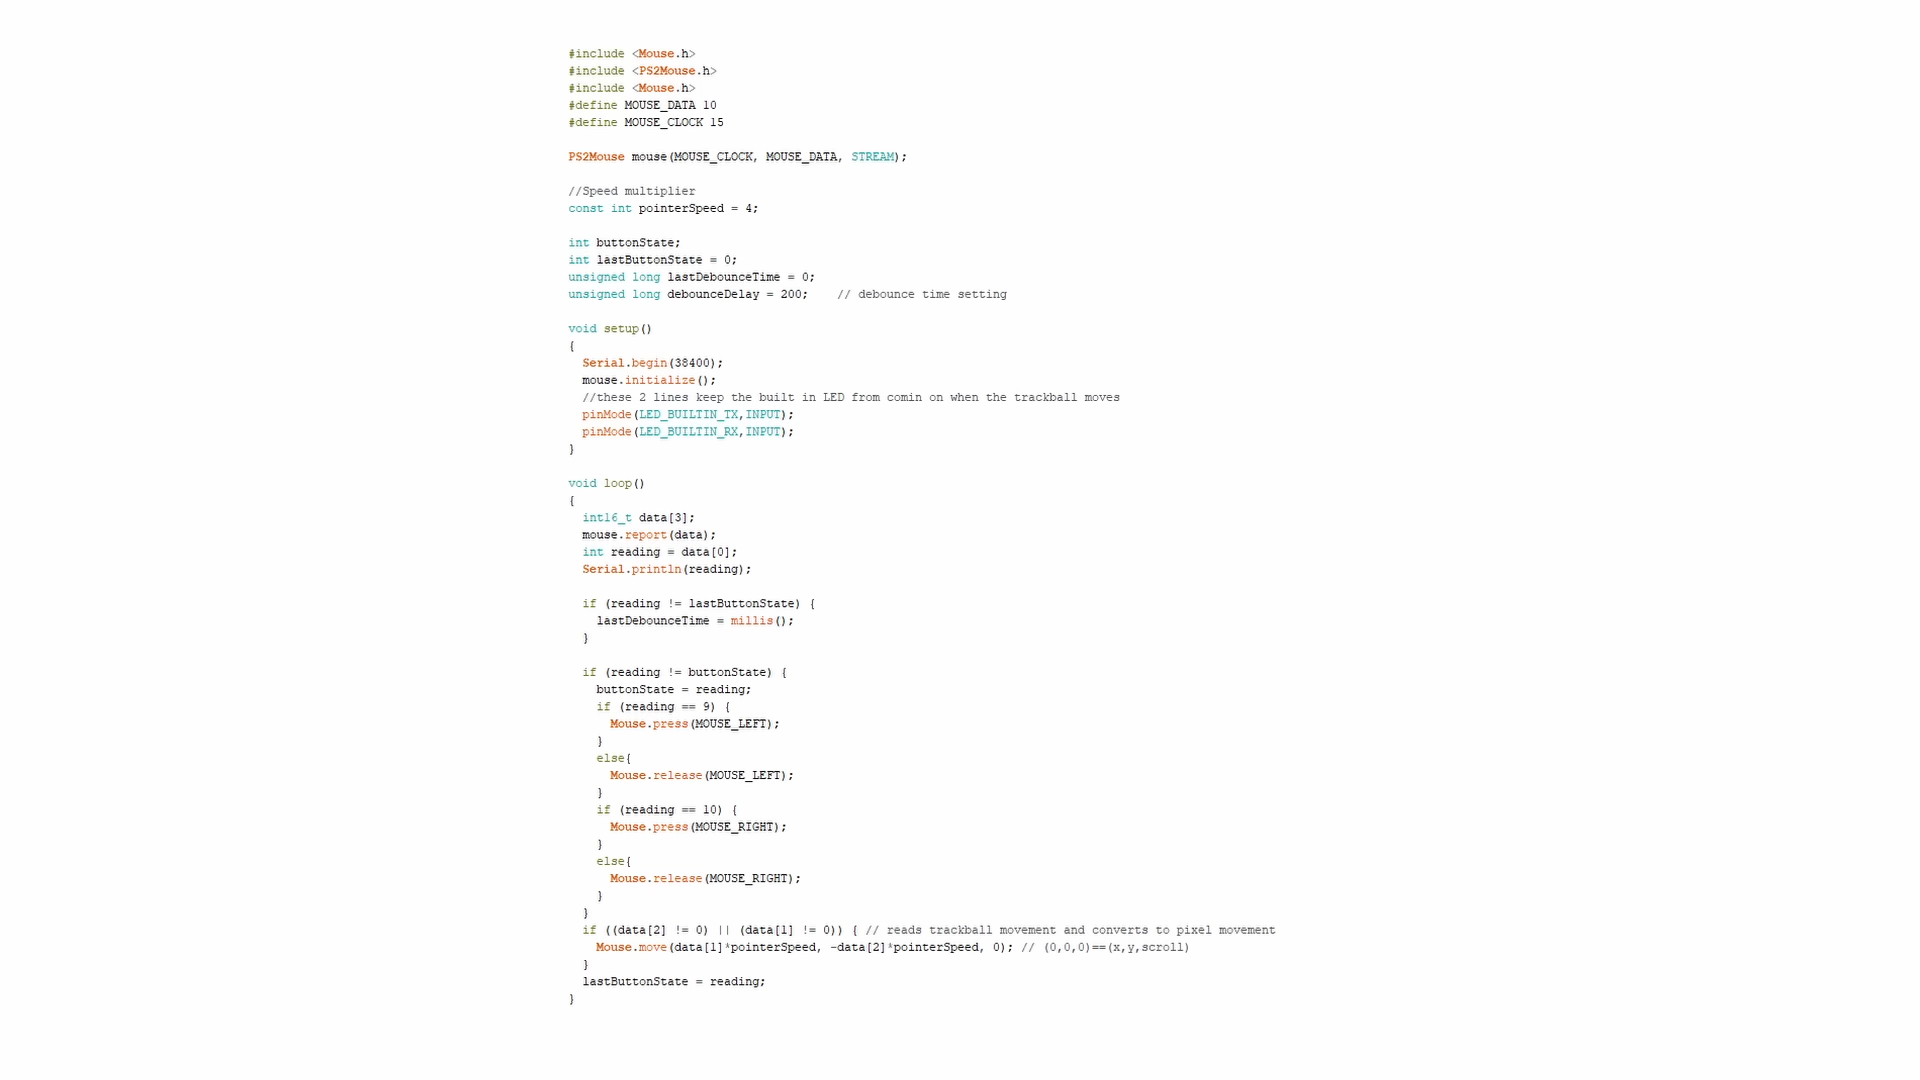 #include <Mouse.h>
#include <PS2Mouse.h>
#include <Mouse.h>
#define MOUSE_DATA 10
#define MOUSE_CLOCK 15

PS2Mouse mouse(MOUSE_CLOCK, MOUSE_DATA, STREAM);

//Speed multiplier
const int pointerSpeed = 4;

int buttonState;
int lastButtonState = 0;
unsigned long lastDebounceTime = 0;
unsigned long debounceDelay = 200;    // debounce time setting

void setup()
{
  Serial.begin(38400);
  mouse.initialize();
  //these 2 lines keep the built in LED from comin on when the trackball moves
  pinMode(LED_BUILTIN_TX,INPUT);
  pinMode(LED_BUILTIN_RX,INPUT);
}

void loop()
{
  int16_t data[3];
  mouse.report(data);
  int reading = data[0];
  Serial.println(reading);

  if (reading != lastButtonState) {
    lastDebounceTime = millis();
  }

  if (reading != buttonState) {
    buttonState = reading;
    if (reading == 9) {
      Mouse.press(MOUSE_LEFT);
    }
    else{
      Mouse.release(MOUSE_LEFT);
    }
    if (reading == 10) {
      Mouse.press(MOUSE_RIGHT);
    }
    else{
      Mouse.release(MOUSE_RIGHT);
    }
  }
  if ((data[2] != 0) || (data[1] != 0)) { // reads trackball movement and converts to pixel movement
    Mouse.move(data[1]*pointerSpeed, -data[2]*pointerSpeed, 0); // (0,0,0)==(x,y,scroll)
  }
  lastButtonState = reading;
}